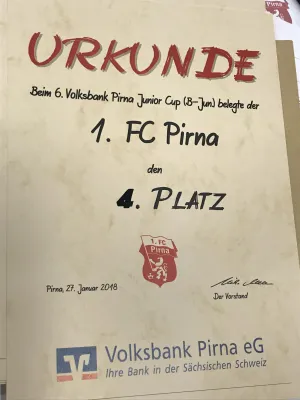 URKUNDE
Beim 6. Volksbank Pirna Junior Cup (B-Jun) belegte der
1. FC Pirna
den
4. PLATZ
1. FC
Pirna
Pirna, 27. Januar 2018
Der Vorstand
Volksbank Pirna eG
Ihre Bank in der Sächsischen Schweiz